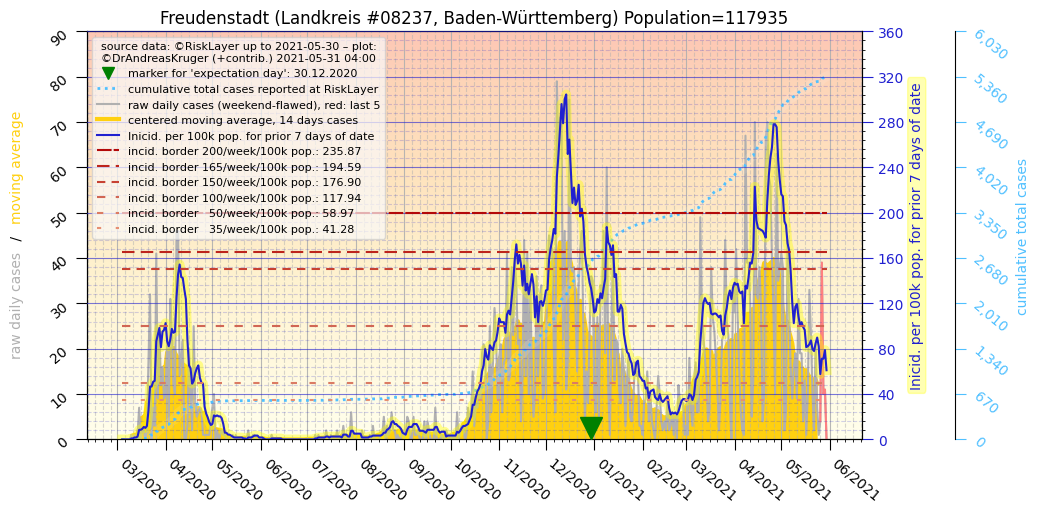 Freudenstadt (Landkreis #08237, Baden-Württemberg) Population=117935
source data: ©RiskLayer up to 2021-05-30 – plot:
©DrAndreasKruger (+contrib.) 2021-05-31 04:00
marker for 'expectation day': 30.12.2020
cumulative total cases reported at RiskLayer
raw daily cases (weekend-flawed), red: last 5
centered moving average, 14 days cases
Inicid. per 100k pop. for prior 7 days of date
incid. border 200/week/100k pop.: 235.87
incid. border 165/week/100k pop.: 194.59
incid. border 150/week/100k pop.: 176.90
incid. border 100/week/100k pop.: 117.94
incid. border   50/week/100k pop.: 58.97
incid. border   35/week/100k pop.: 41.28
raw daily cases / moving average
90
80
70
60
50
40
30
20
10
0
360
320
280
240
200
160
120
80
40
0
Inicid. per 100k pop. for prior 7 days of date
6,030
5,360
4,690
4,020
3,350
2,680
2,010
1,340
670
0
cumulative total cases
03/2020
04/2020
05/2020
06/2020
07/2020
08/2020
09/2020
10/2020
11/2020
12/2020
01/2021
02/2021
03/2021
04/2021
05/2021
06/2021